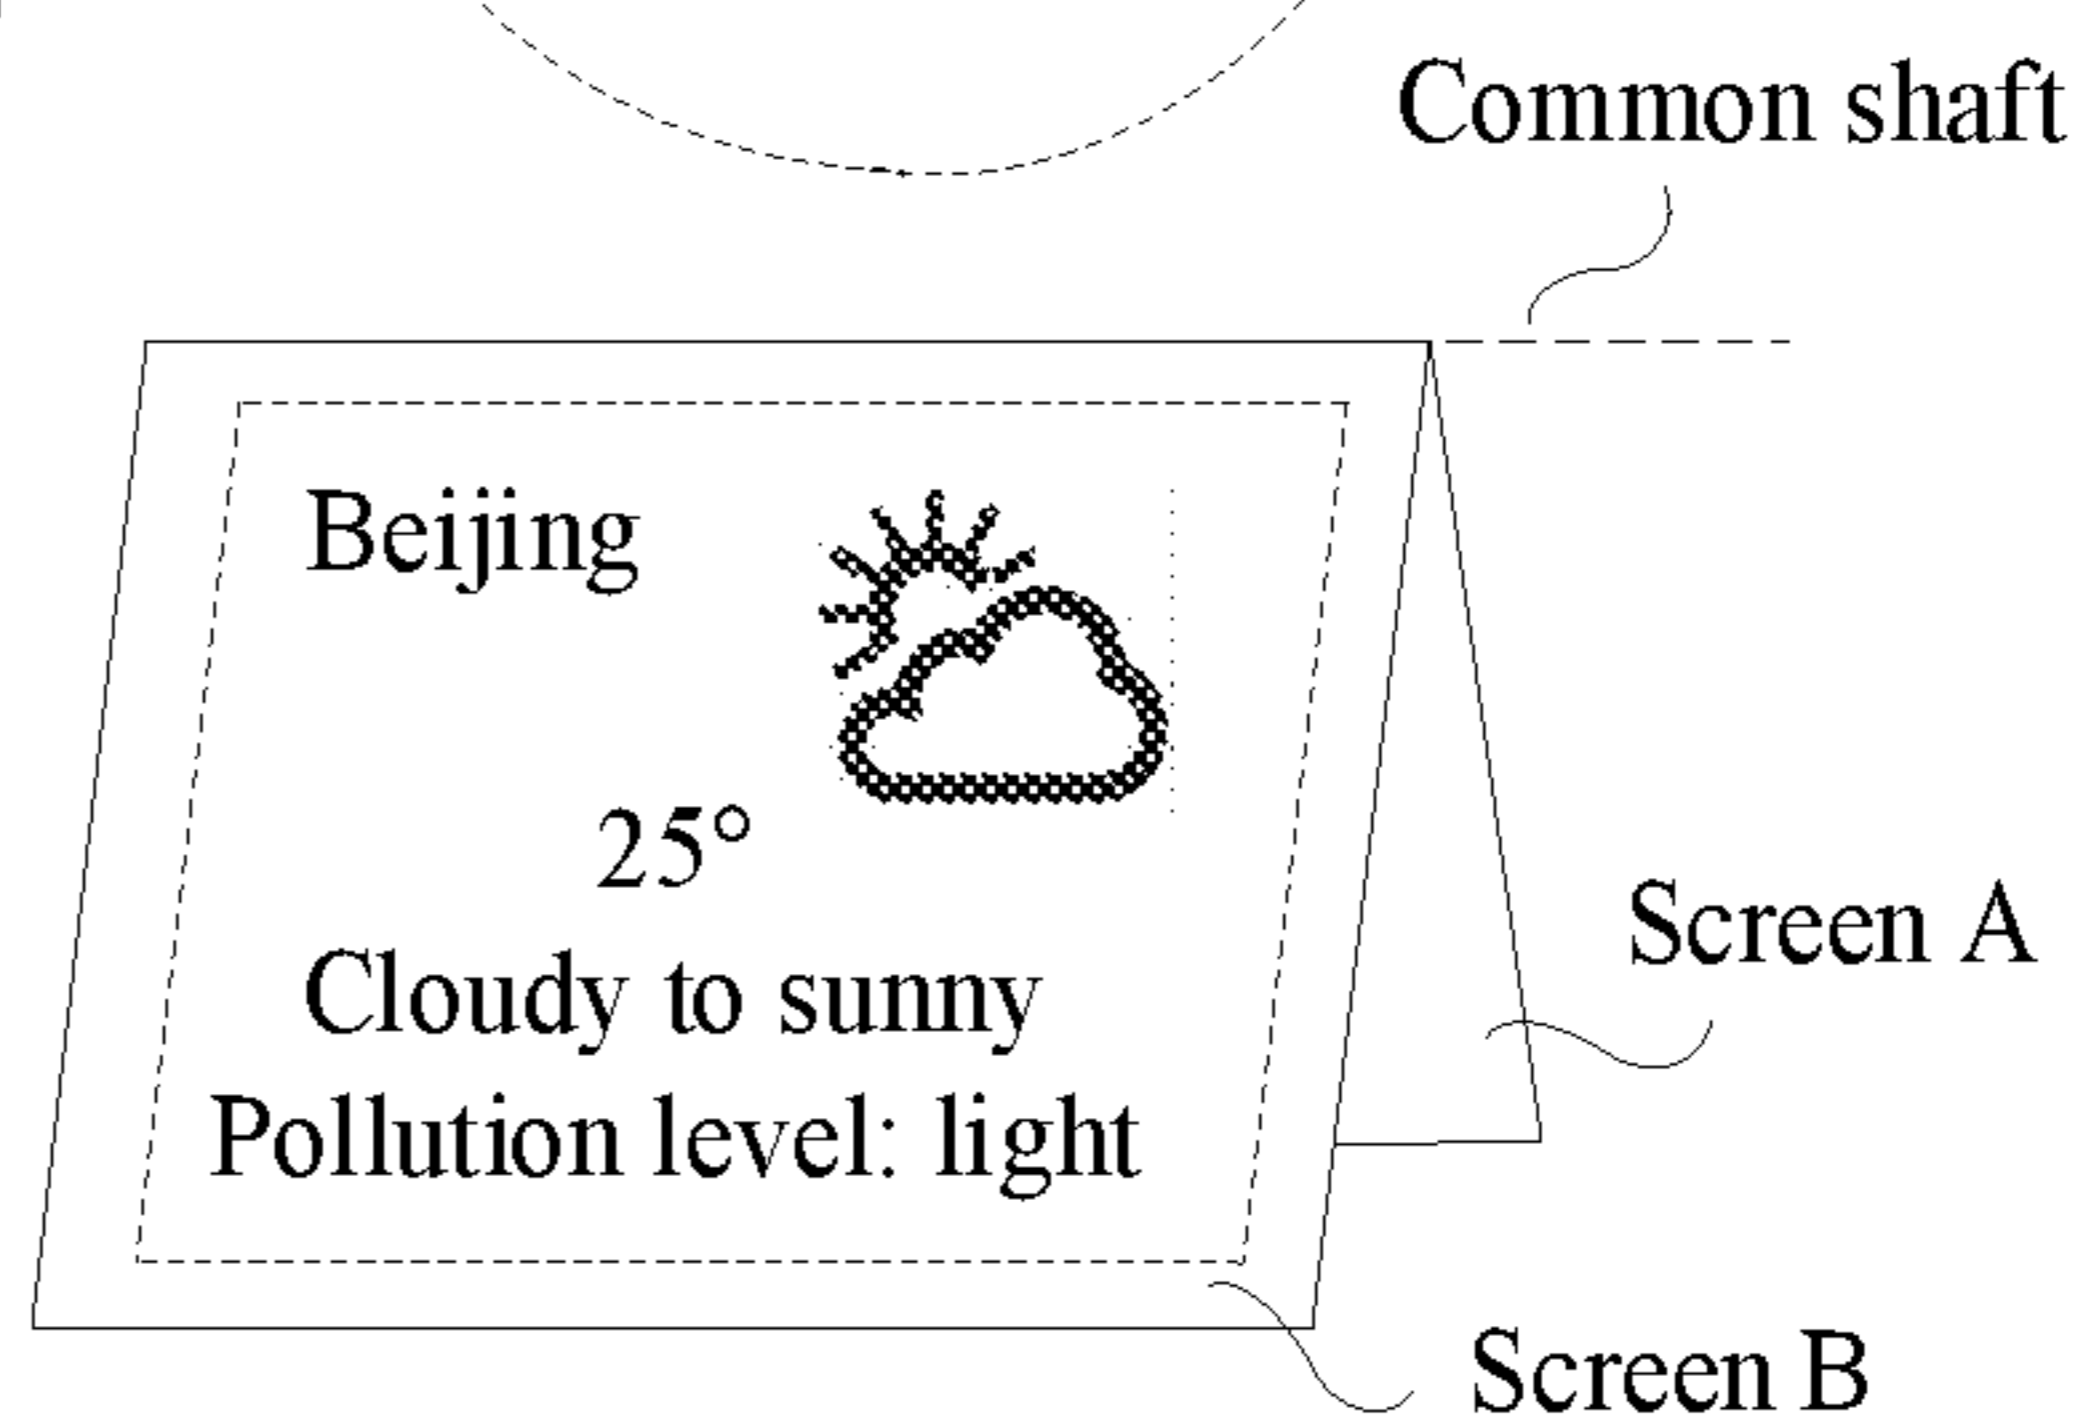 Common shaft
Beijing
25°
Cloudy to sunny
Pollution level: light
Screen A
Screen B